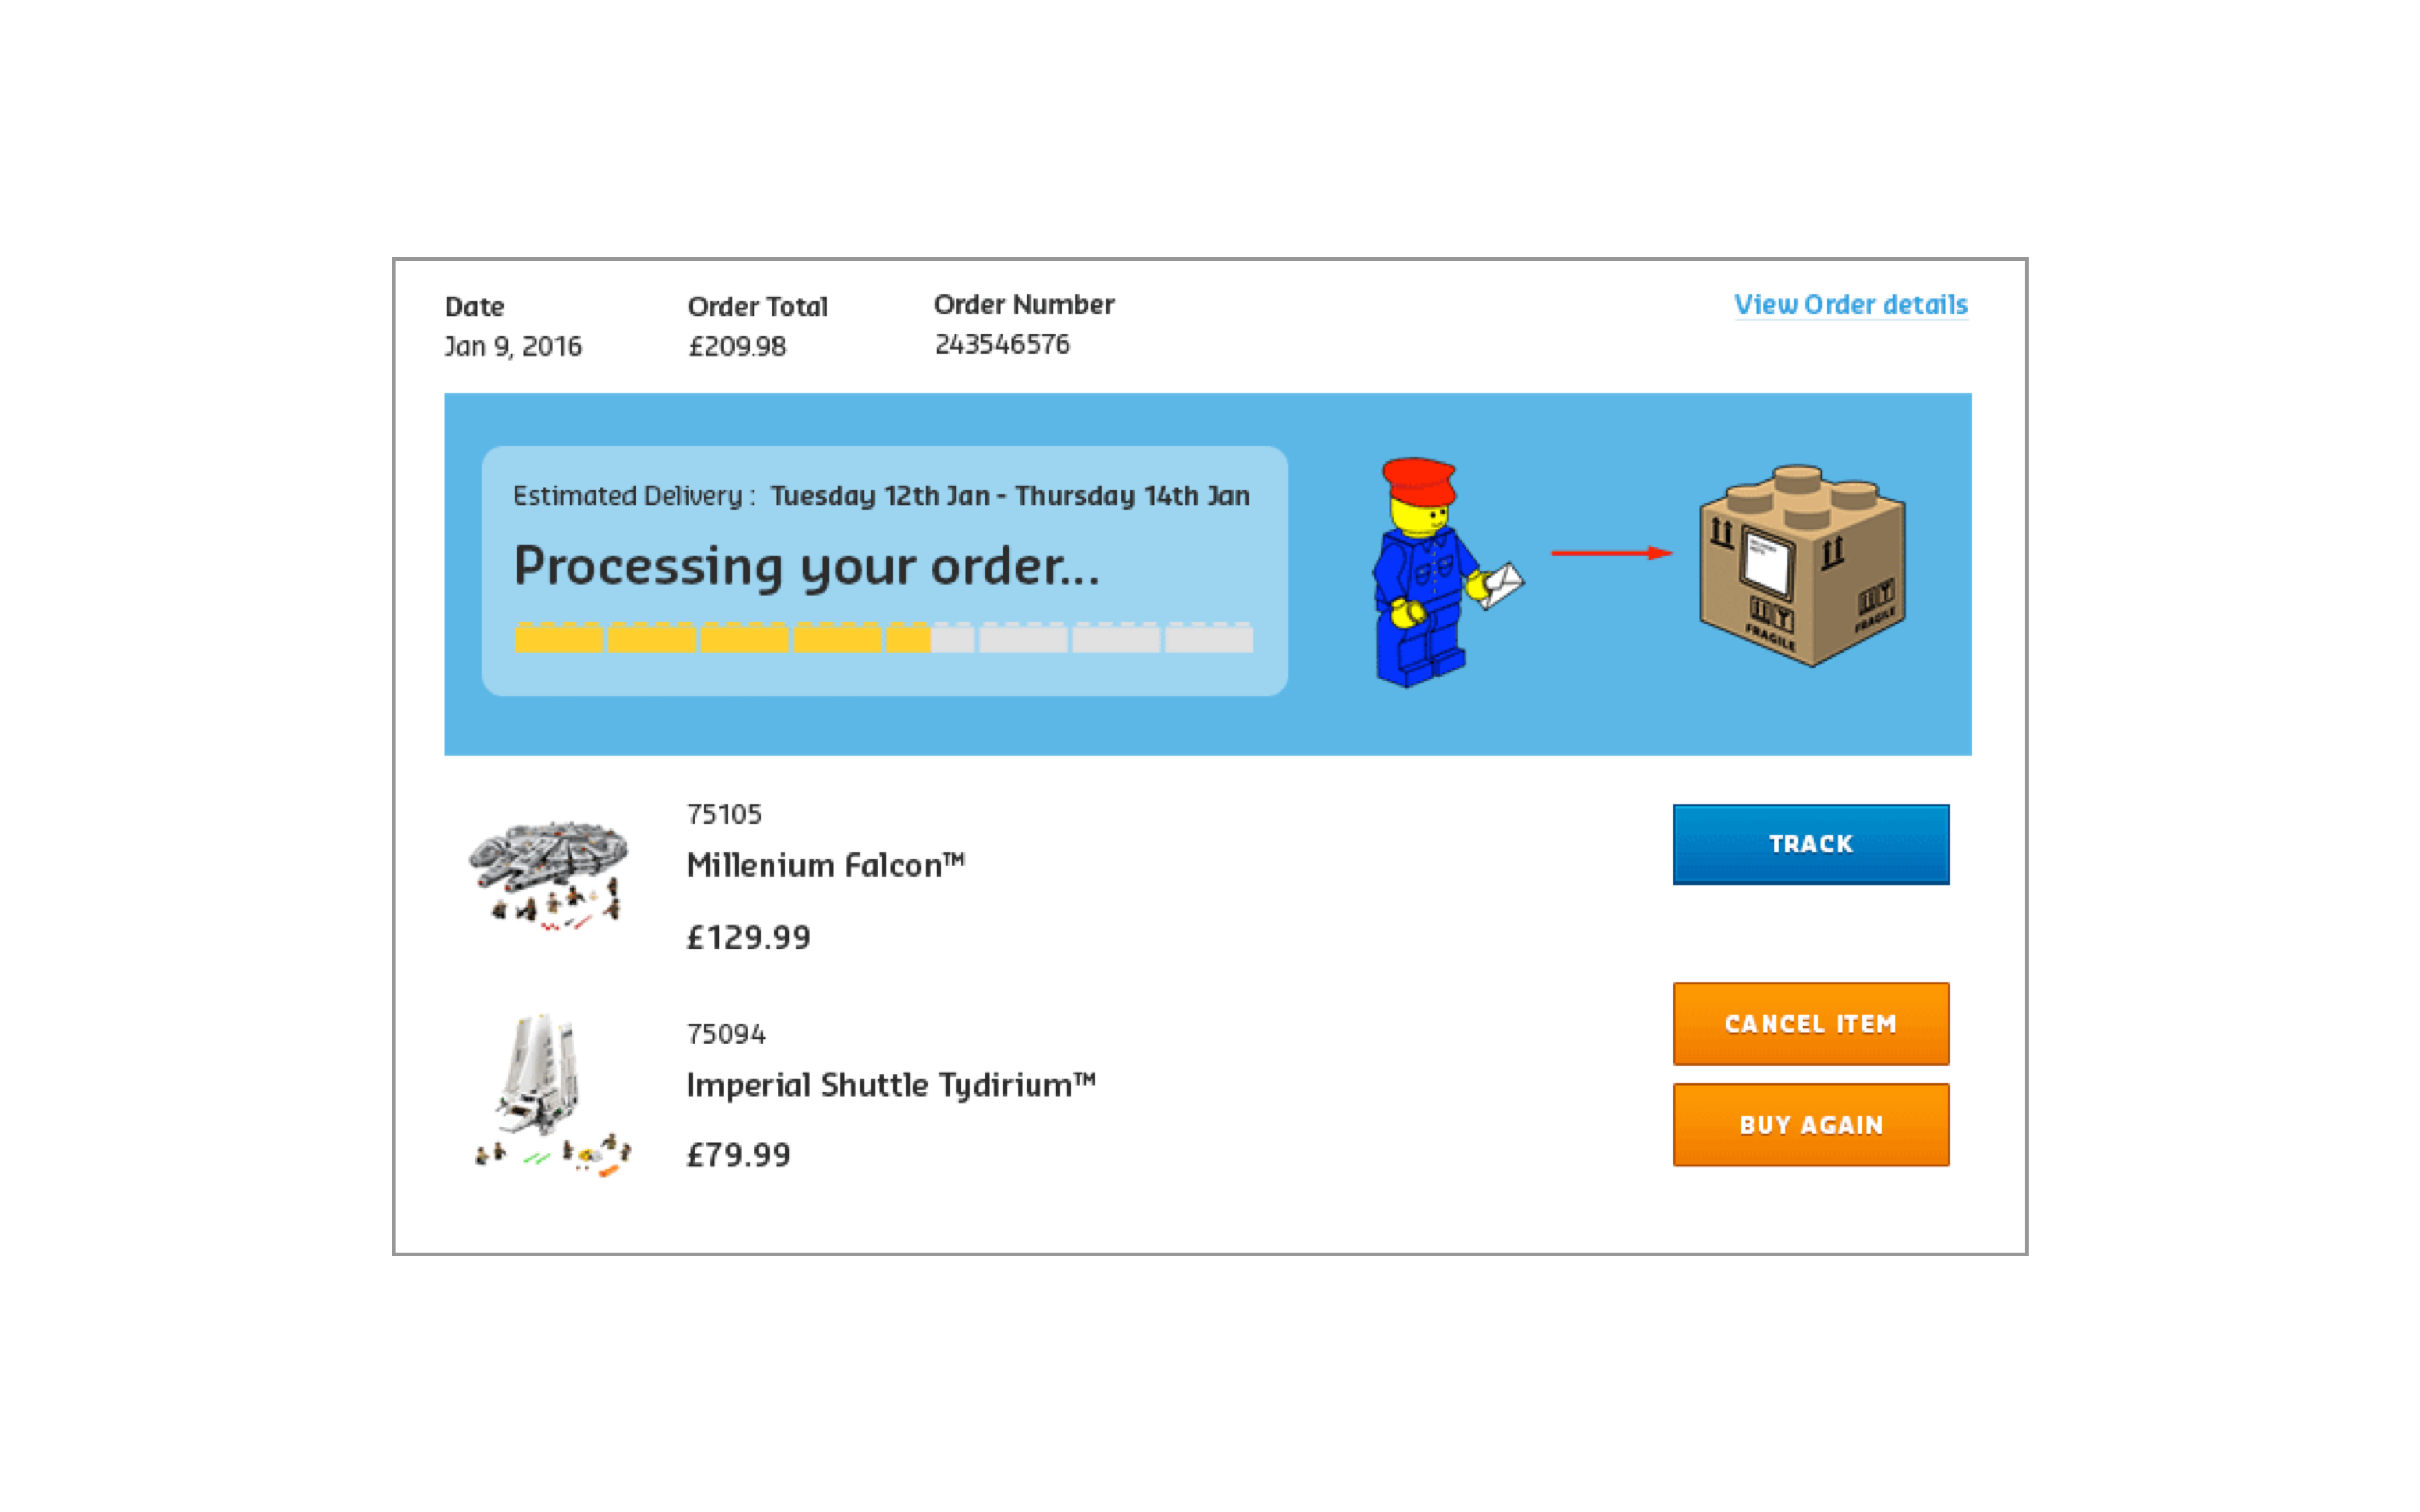 Date
Jan 9, 2016
Order Total
£209.98
Order Number
243546576
View Order details
Estimated Delivery : Tuesday 12th Jan - Thursday 14th Jan
Processing your order...
FRAGILE
FRAGILE
75105
Millenium Falcon™
£129.99
TRACK
75094
Imperial Shuttle Tydirium™
£79.99
CANCEL ITEM
BUY AGAIN